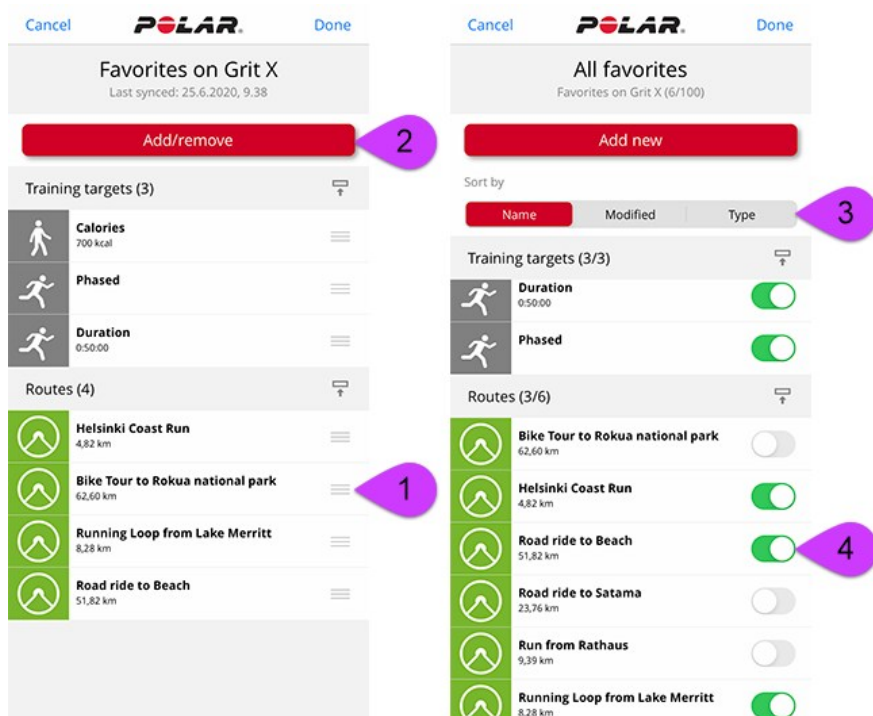 Cancel
POLAR.
Done
Favorites on Grit X
Last synced: 25.6.2020, 9.38
Add/remove
2
Training targets (3)
Calories
700 kcal
Phased
Duration
0:50:00
Routes (4)
Helsinki Coast Run
4,82 km
Bike Tour to Rokua national park
62,60 km
1
Running Loop from Lake Merritt
8,28 km
Road ride to Beach
51,82 km
Cancel
POLAR.
Done
All favorites
Favorites on Grit X (6/100)
Add new
Sort by
Name
Modified
Type
3
Training targets (3/3)
Duration
0:50:00
Phased
Routes (3/6)
Bike Tour to Rokua national park
62,60 km
Helsinki Coast Run
4,82 km
Road ride to Beach
51,82 km
4
Road ride to Satama
23,76 km
Run from Rathaus
9,39 km
Running Loop from Lake Merritt
8,28 km